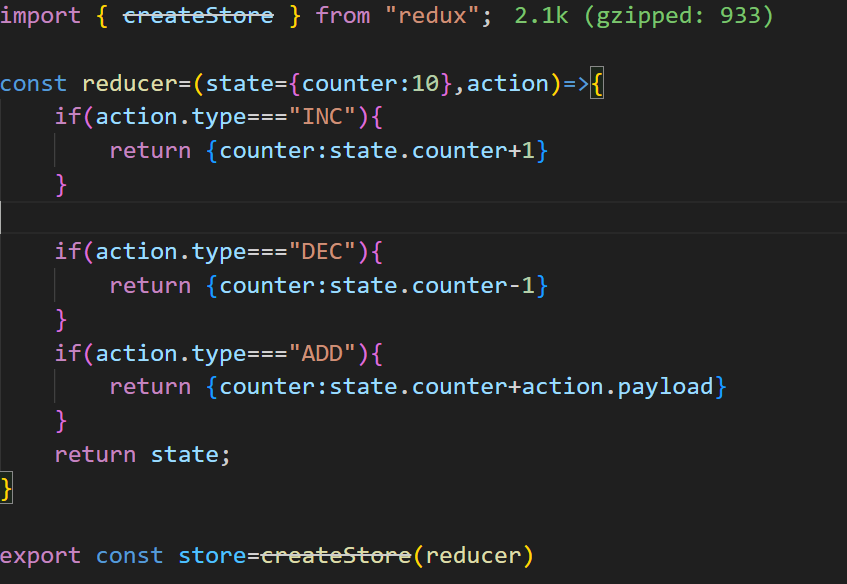 import { createStore } from "redux"; 2.1k (gzipped: 933)
const reducer=(state={counter:10},action)=>{
if(action.type==="INC"){
return {counter:state.counter+1}
}
if(action.type==="DEC"){
return {counter:state.counter-1}
}
if(action.type==="ADD"){
return {counter:state.counter+action.payload}
}
return state;
}
export const store=createStore(reducer)